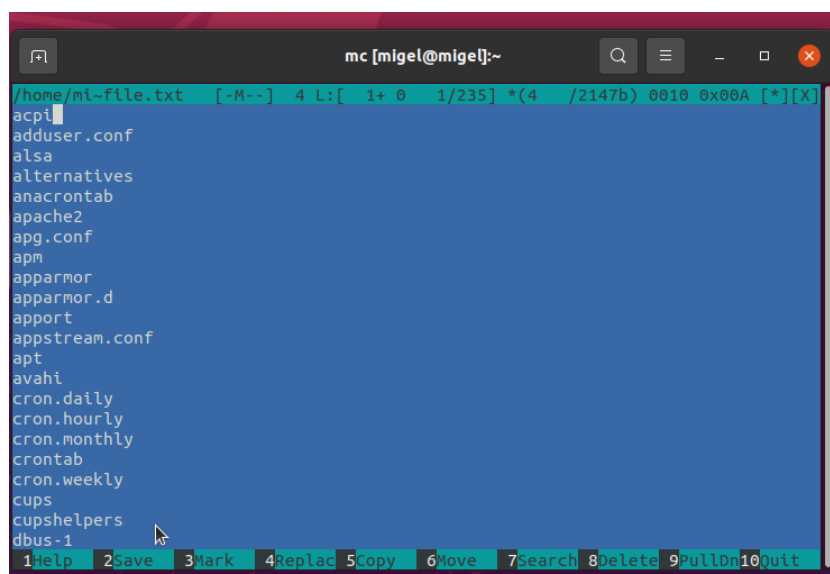 mc [migel@migel]:~
/home/mi~file.txt [-M--] 4 L:[ 1+ 0 1/235] *(4 /2147b) 0010 0x00A [*][X]
acpi
adduser.conf
alsa
alternatives
anacrontab
apache2
apg.conf
apm
apparmor
apparmor.d
apport
appstream.conf
apt
avahi
cron.daily
cron.hourly
cron.monthly
crontab
cron.weekly
cups
cupshelpers
dbus-1
1Help 2Save 3Mark 4Replac 5Copy 6Move 7Search 8Delete 9PullDn 10Quit